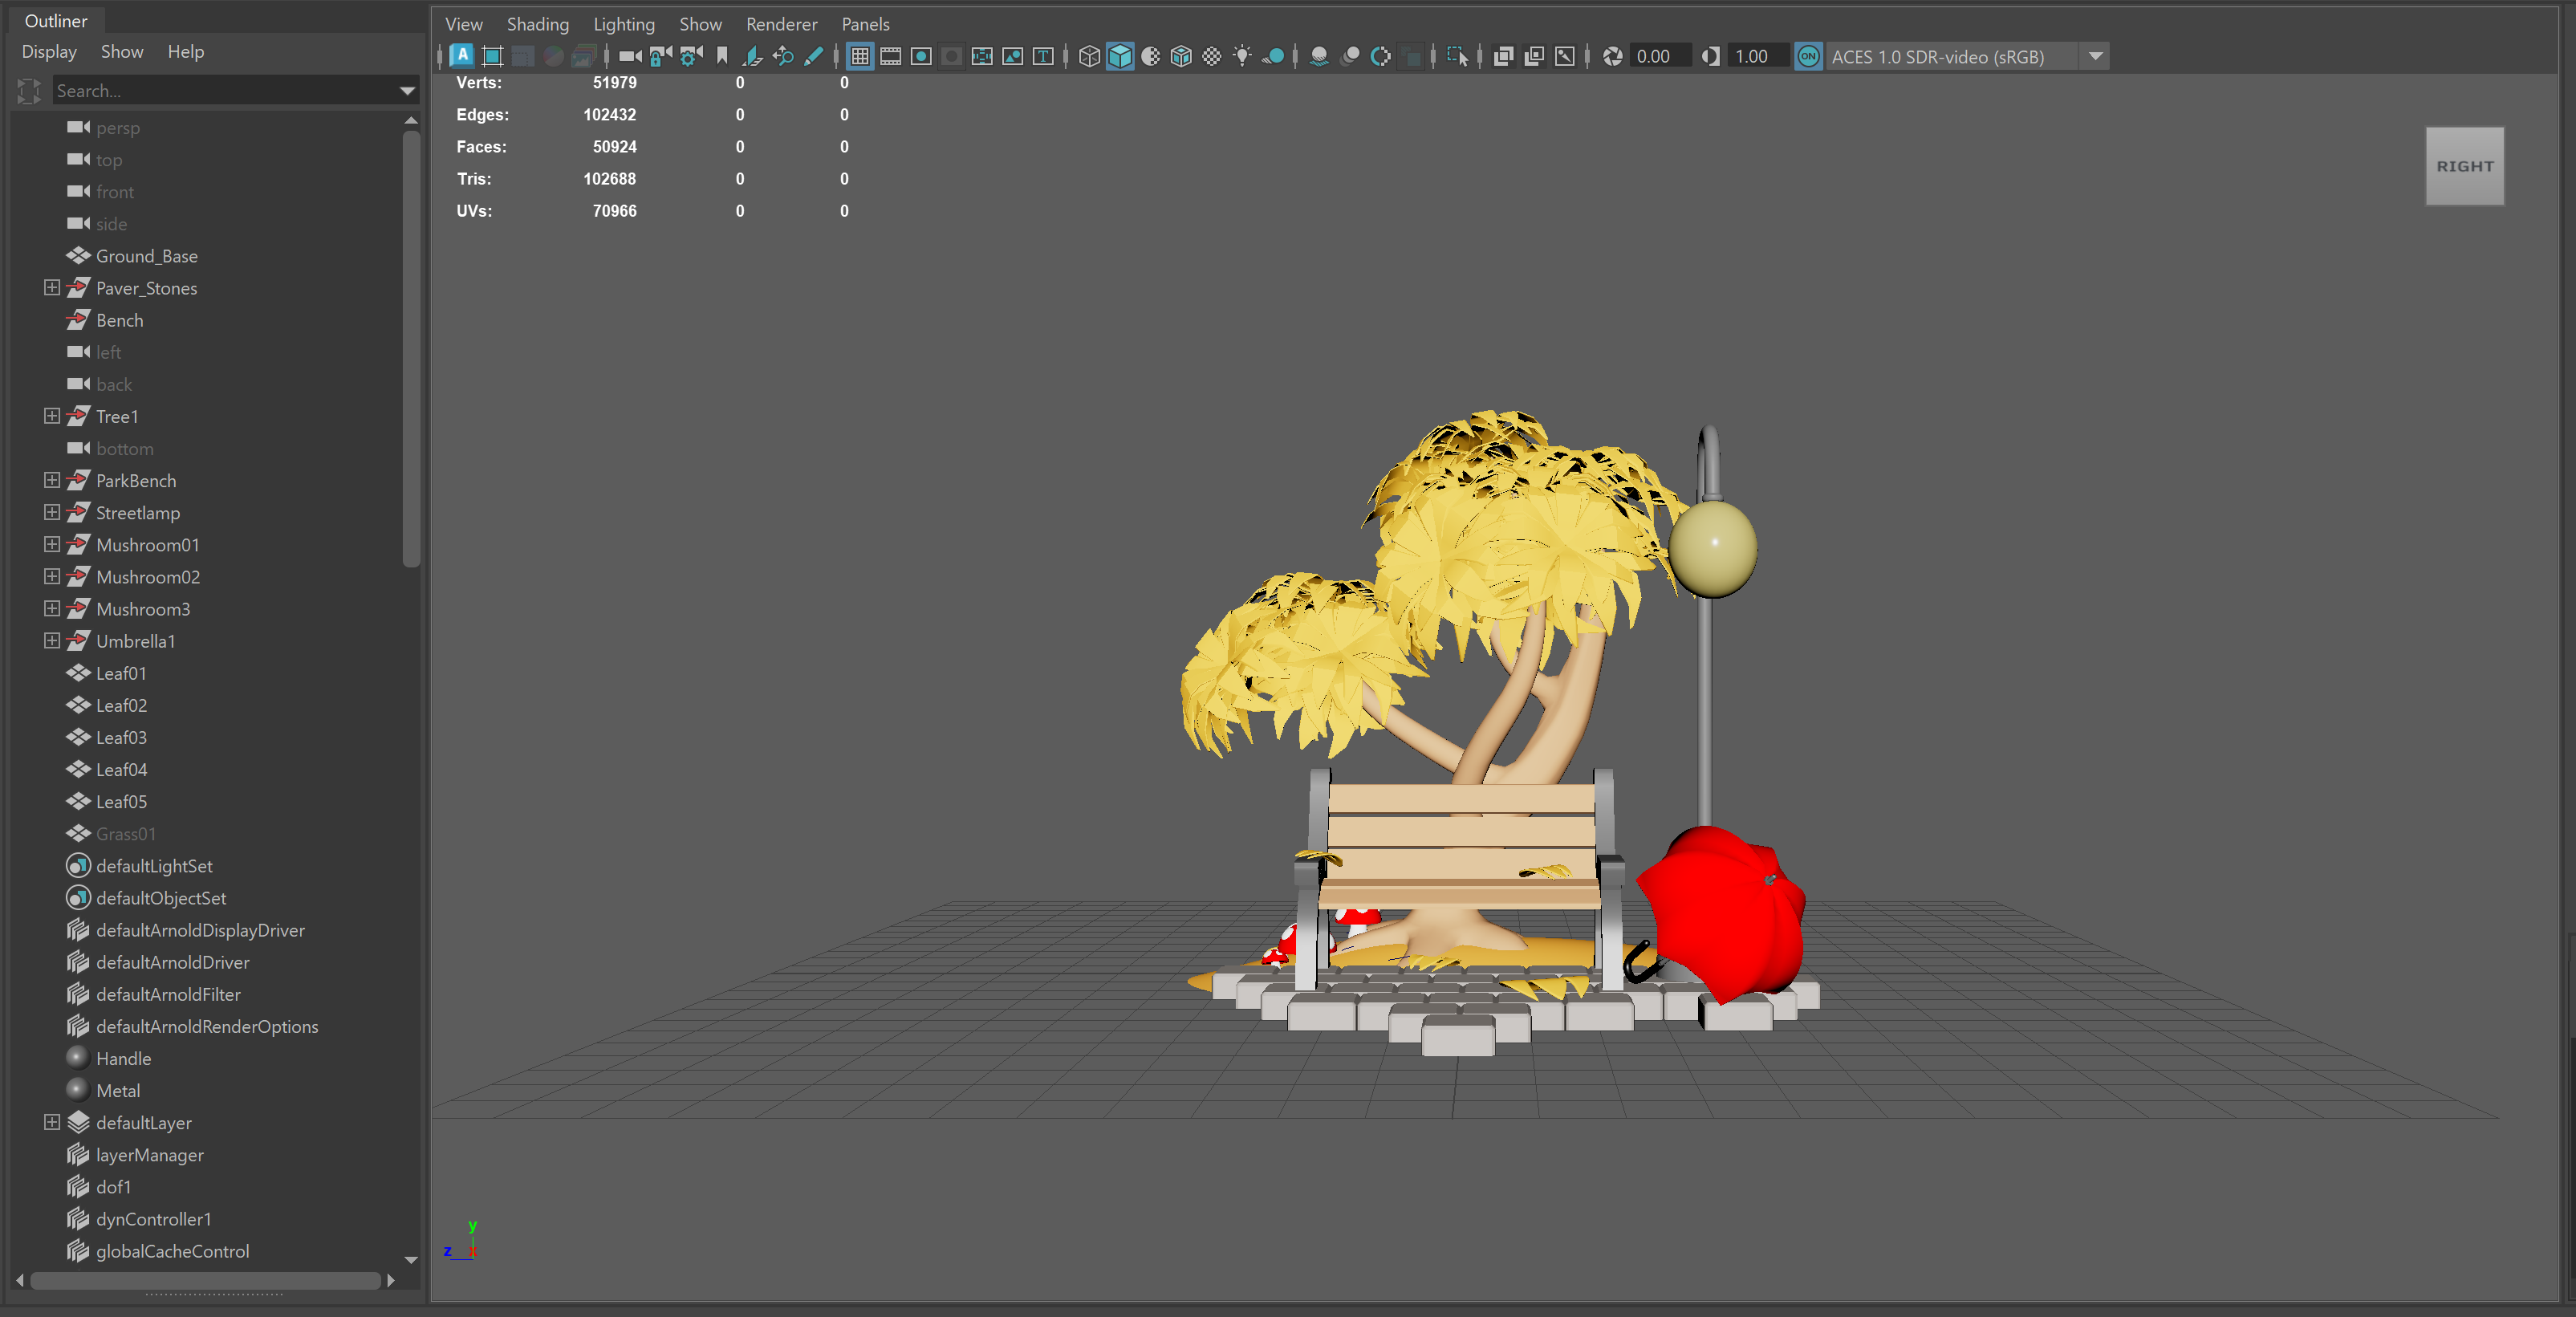 Outliner
Display Show Help
Search...
persp
top
front
side
Ground_Base
Paver_Stones
Bench
left
back
Tree1
bottom
ParkBench
Streetlamp
Mushroom01
Mushroom02
Mushroom3
Umbrella1
Leaf01
Leaf02
Leaf03
Leaf04
Leaf05
Grass01
defaultLightSet
defaultObjectSet
defaultArnoldDisplayDriver
defaultArnoldDriver
defaultArnoldFilter
defaultArnoldRenderOptions
Handle
Metal
defaultLayer
layerManager
dof1
dynController1
globalCacheControl
View Shading Lighting Show Renderer Panels
A T 0.00 1.00 ON ACES 1.0 SDR-video (sRGB)
Verts: 51979 0 0
Edges: 102432 0 0
Faces: 50924 0 0
Tris: 102688 0 0
UVs: 70966 0 0
RIGHT
y
z x